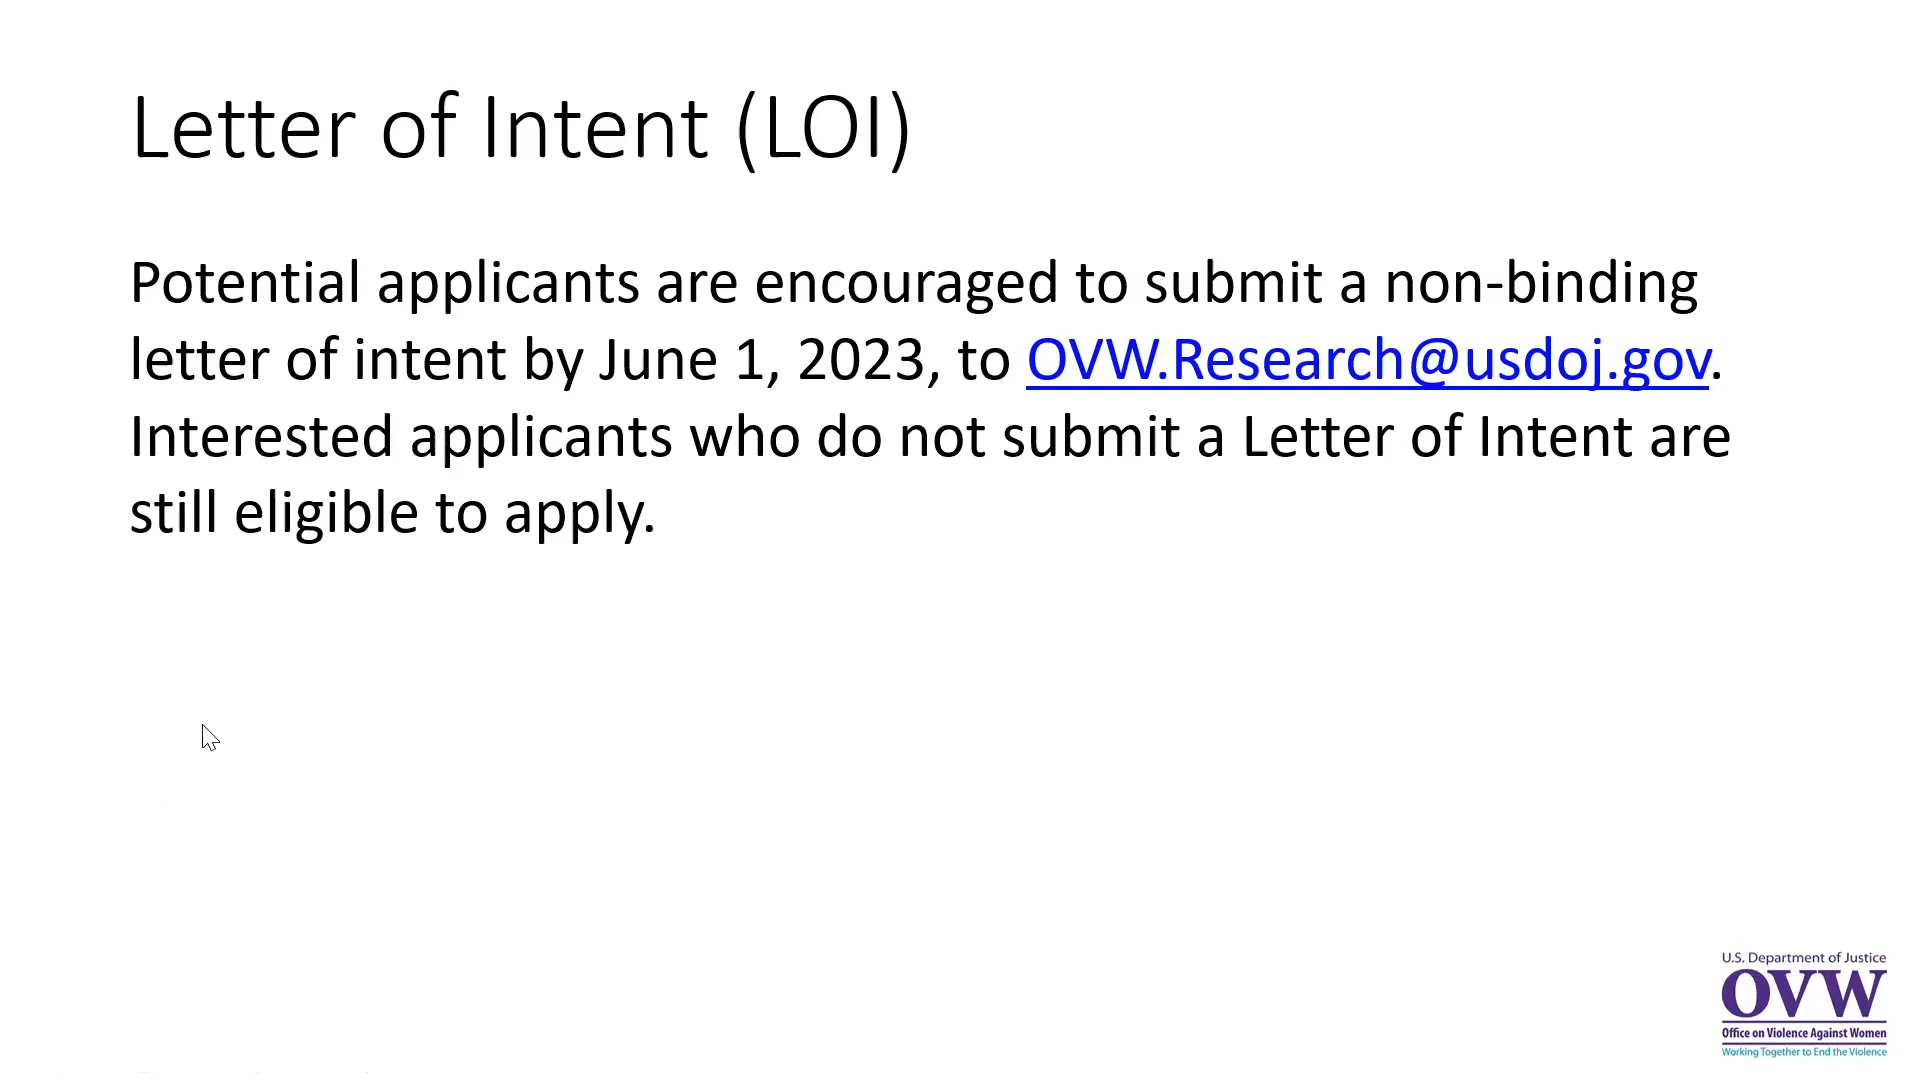 Letter of Intent (LOI)
Potential applicants are encouraged to submit a non-binding
letter of intent by June 1, 2023, to OVW.Research@usdoj.gov.
Interested applicants who do not submit a Letter of Intent are
still eligible to apply.
U.S. Department of Justice
OVW
Office on Violence Against Women
Working Together to End the Violence